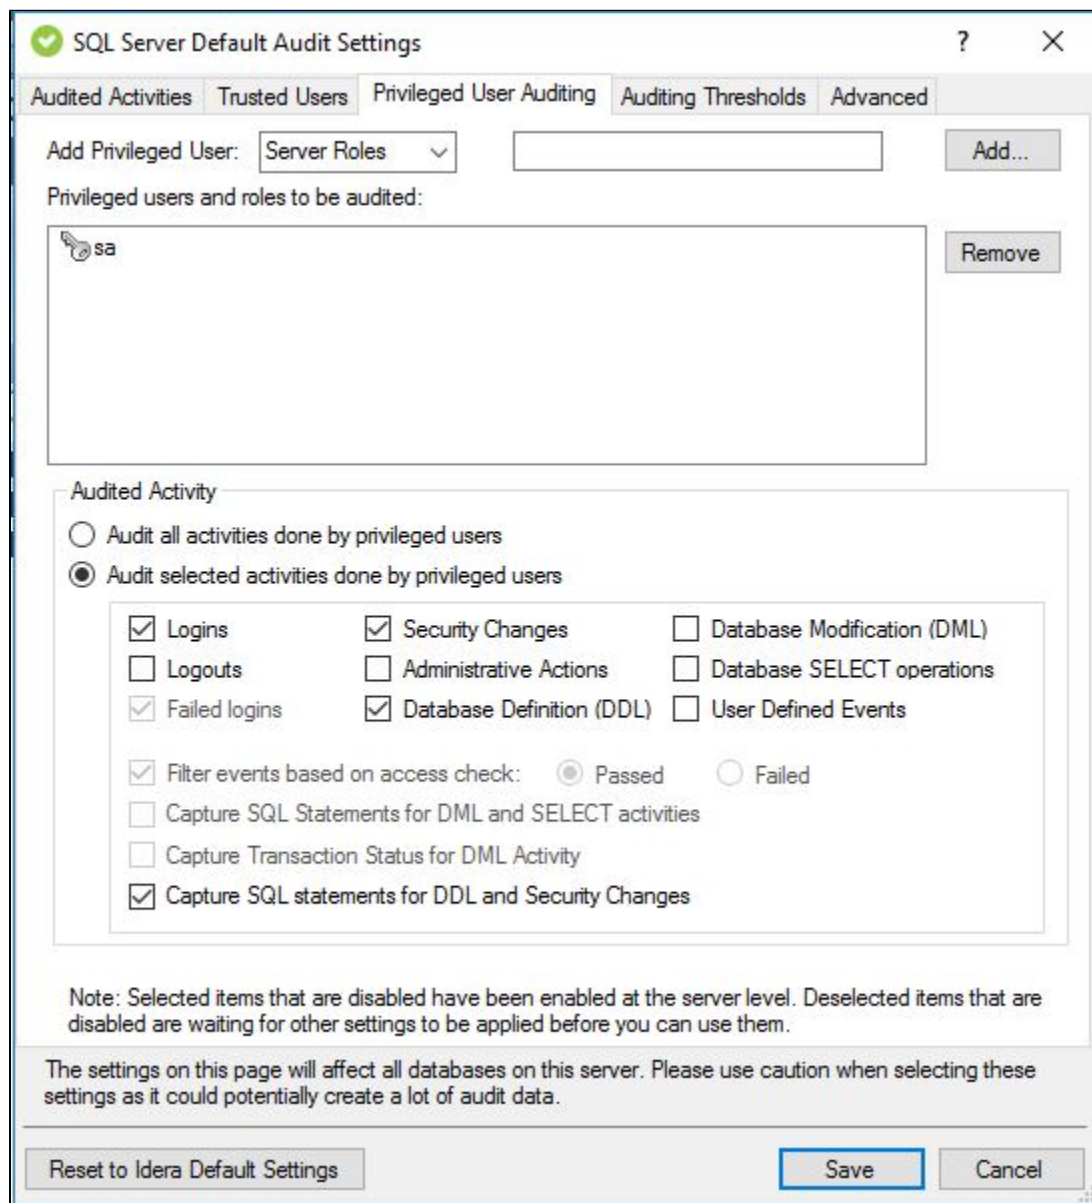 SQL Server Default Audit Settings
?
Audited Activities Trusted Users Privileged User Auditing Auditing Thresholds Advanced
Add Privileged User: Server Roles Add...
Privileged users and roles to be audited:
sa
Remove
Audited Activity
Audit all activities done by privileged users
Audit selected activities done by privileged users
Logins Security Changes Database Modification (DML)
Logouts Administrative Actions Database SELECT operations
Failed logins Database Definition (DDL) User Defined Events
Filter events based on access check: Passed Failed
Capture SQL Statements for DML and SELECT activities
Capture Transaction Status for DML Activity
Capture SQL statements for DDL and Security Changes
Note: Selected items that are disabled have been enabled at the server level. Deselected items that are
disabled are waiting for other settings to be applied before you can use them.
The settings on this page will affect all databases on this server. Please use caution when selecting these
settings as it could potentially create a lot of audit data.
Reset to Idera Default Settings Save Cancel